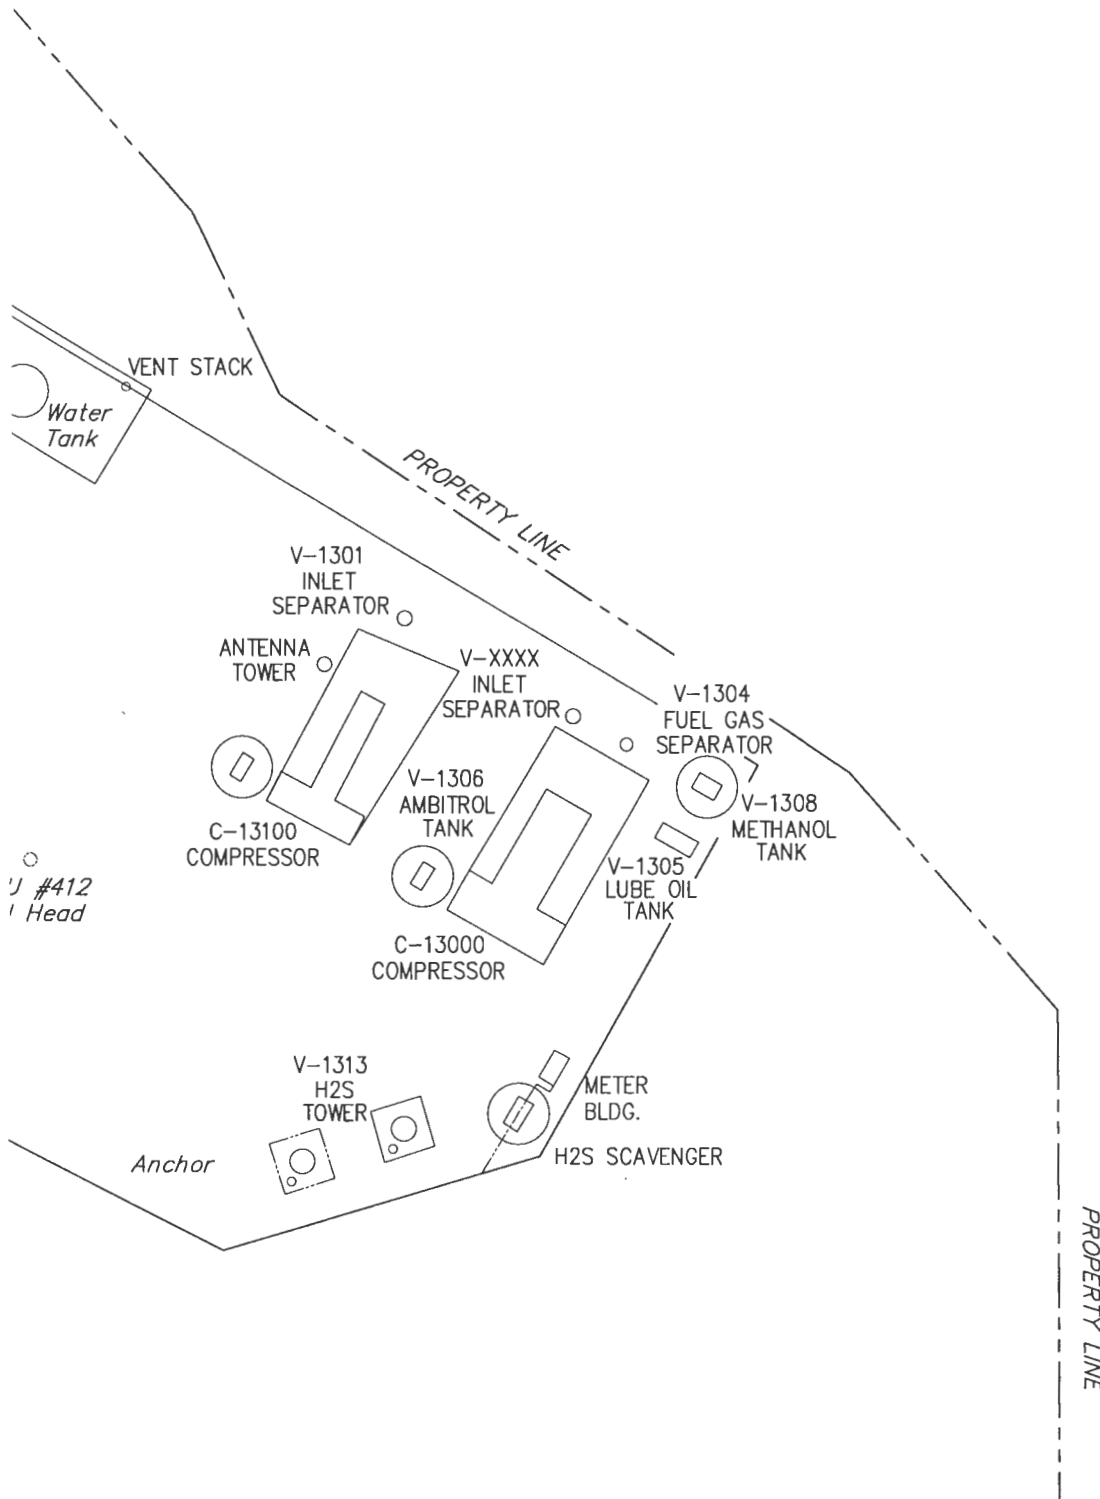 VENT STACK
Water
Tank
PROPERTY LINE
V-1301
INLET
SEPARATOR
ANTENNA
TOWER
V-XXXX
INLET
SEPARATOR
V-1304
FUEL GAS
SEPARATOR
V-1306
AMBITROL
TANK
V-1308
METHANOL
TANK
C-13100
COMPRESSOR
V-1305
LUBE OIL
TANK
#412
Head
C-13000
COMPRESSOR
V-1313
H2S
TOWER
METER
BLDG.
Anchor
H2S SCAVENGER
PROPERTY LINE